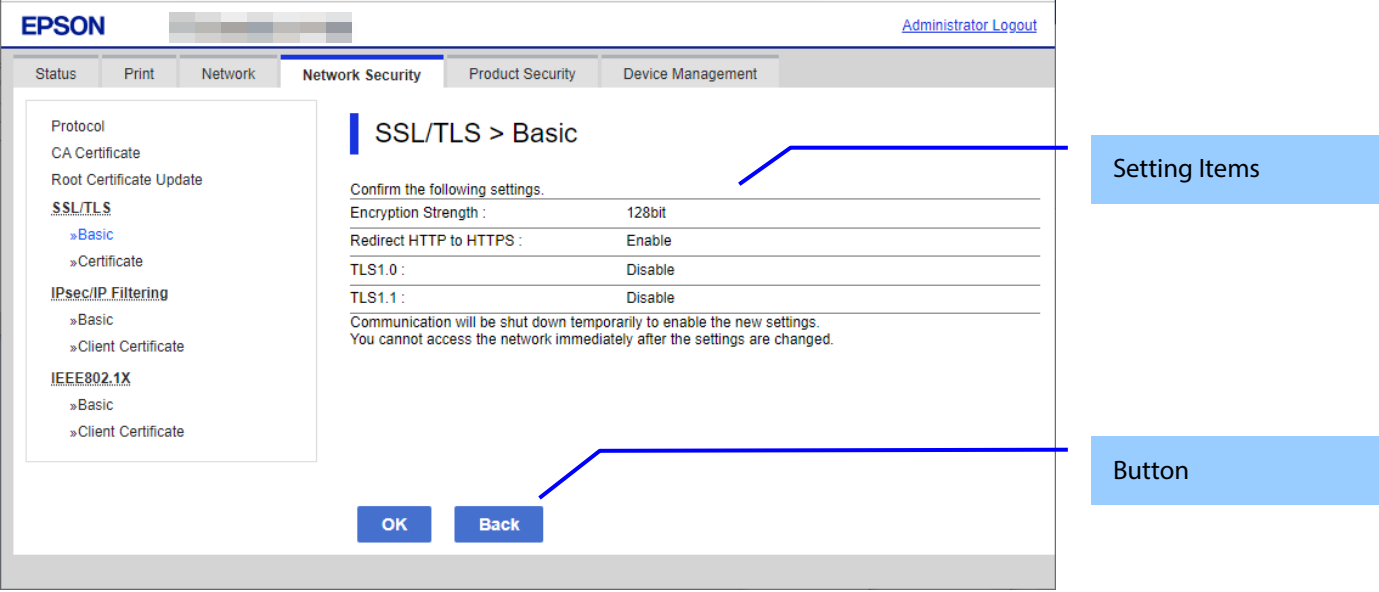 EPSON
Administrator Logout
Status Print Network Network Security Product Security Device Management
Protocol
CA Certificate
Root Certificate Update
SSL/TLS
»Basic
»Certificate
IPsec/IP Filtering
»Basic
»Client Certificate
IEEE802.1X
»Basic
»Client Certificate
SSL/TLS > Basic
Confirm the following settings.
Encryption Strength : 128bit
Redirect HTTP to HTTPS : Enable
TLS1.0 : Disable
TLS1.1 : Disable
Communication will be shut down temporarily to enable the new settings.
You cannot access the network immediately after the settings are changed.
OK Back
Setting Items
Button